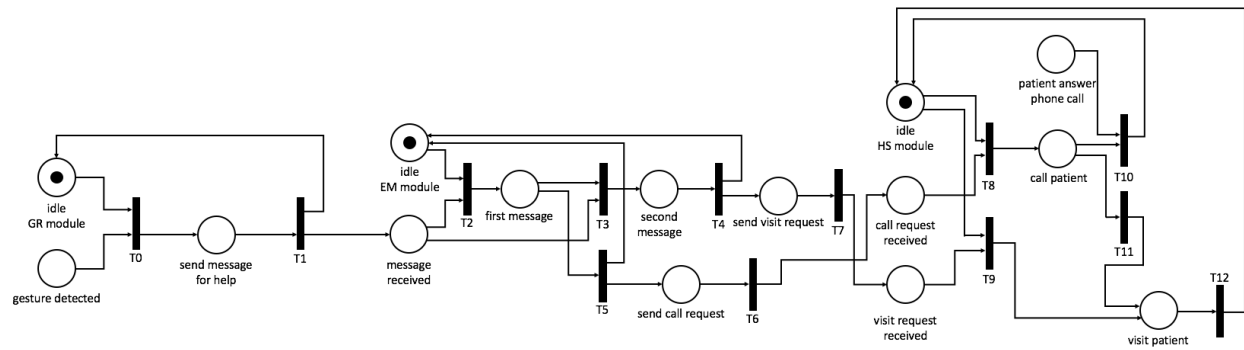 idle
GR module
gesture detected
T0
send message
for help
T1
idle
EM module
message
received
T2
first message
T3
second
message
T4
send visit request
T7
T5
send call request
T6
idle
HS module
call request
received
visit request
received
T8
T9
patient answer
phone call
call patient
T10
T11
visit patient
T12